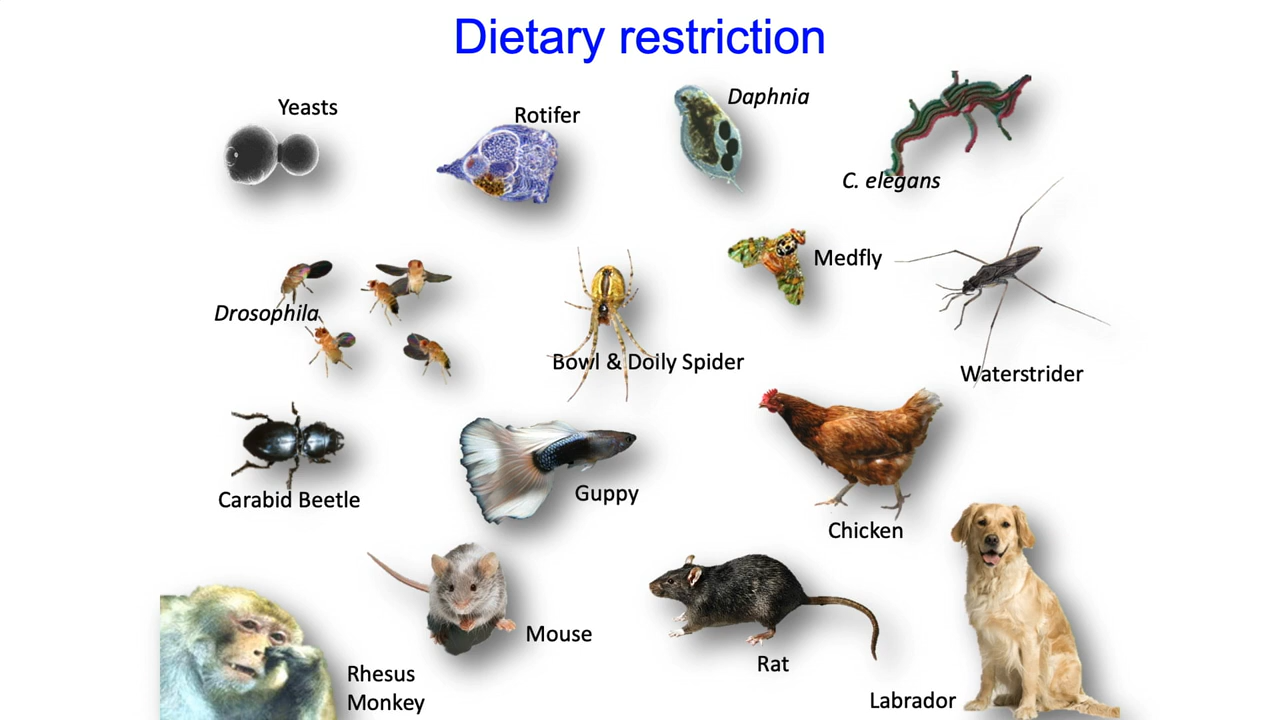 Dietary restriction
Yeasts
Rotifer
Daphnia
C. elegans
Drosophila
Bowl & Doily Spider
Medfly
Waterstrider
Carabid Beetle
Guppy
Chicken
Rhesus
Monkey
Mouse
Rat
Labrador